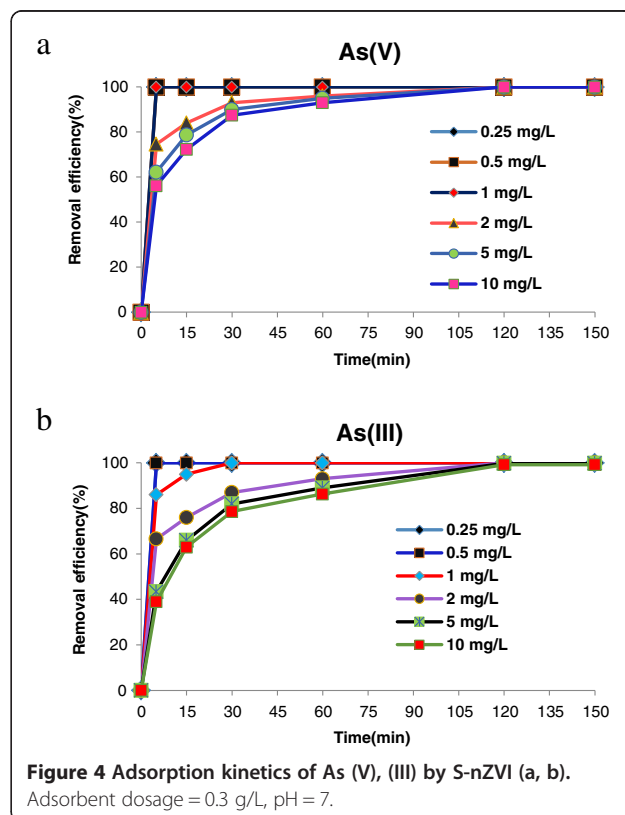 a
As(V)
Removal efficiency(%)
100
80
60
40
20
0
0.25 mg/L
0.5 mg/L
1 mg/L
2 mg/L
5 mg/L
10 mg/L
0 15 30 45 60 75 90 105 120 135 150
Time(min)
b
As(III)
Removal efficiency(%)
100
80
60
40
20
0
0.25 mg/L
0.5 mg/L
1 mg/L
2 mg/L
5 mg/L
10 mg/L
0 15 30 45 60 75 90 105 120 135 150
Time(min)
Figure 4 Adsorption kinetics of As (V), (III) by S-nZVI (a, b).
Adsorbent dosage = 0.3 g/L, pH = 7.